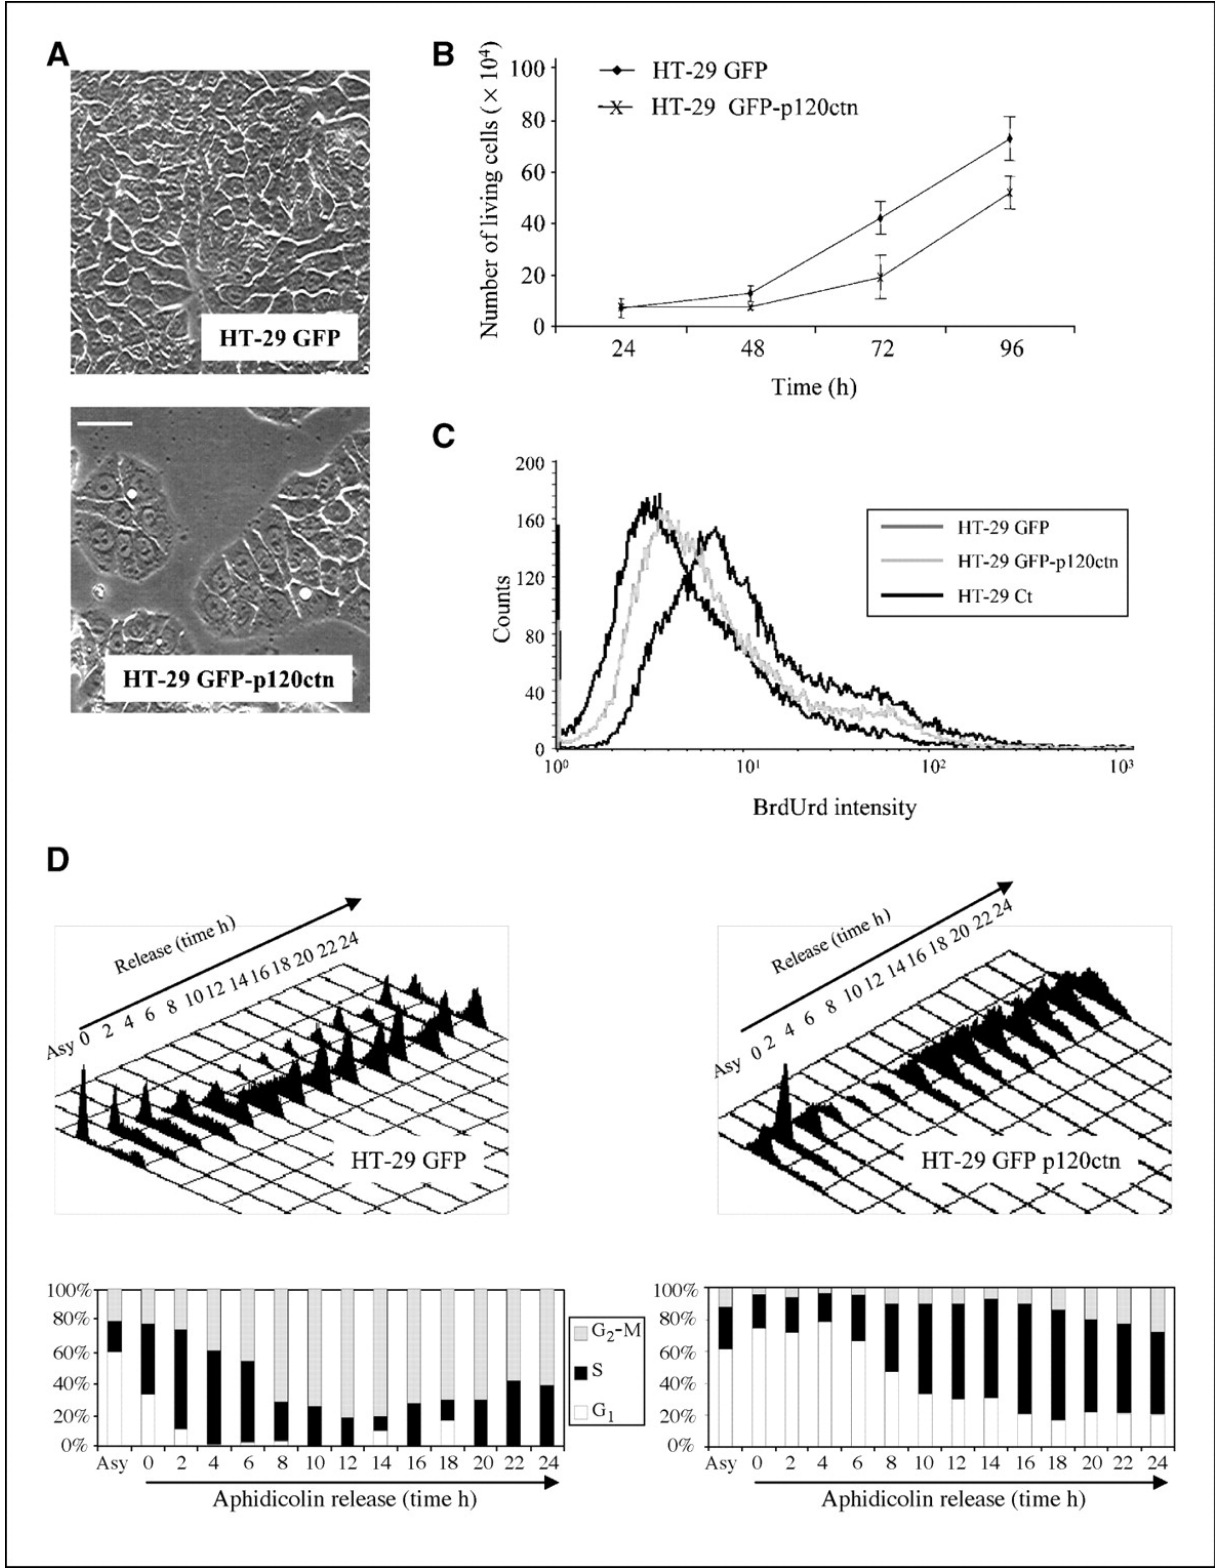 A
HT-29 GFP
HT-29 GFP-p120ctn
B
Number of living cells (× 10⁴)
100
80
60
40
20
0
HT-29 GFP
HT-29 GFP-p120ctn
24 48 72 96
Time (h)
C
Counts
200
160
120
80
40
0
10⁰ 10¹ 10² 10³
BrdUrd intensity
HT-29 GFP
HT-29 GFP-p120ctn
HT-29 Ct
D
Release (time h)
Asy 0 2 4 6 8 10 12 14 16 18 20 22 24
HT-29 GFP
Release (time h)
Asy 0 2 4 6 8 10 12 14 16 18 20 22 24
HT-29 GFP p120ctn
100%
80%
60%
40%
20%
0%
Asy 0 2 4 6 8 10 12 14 16 18 20 22 24
Aphidicolin release (time h)
G₂-M
S
G₁
100%
80%
60%
40%
20%
0%
Asy 0 2 4 6 8 10 12 14 16 18 20 22 24
Aphidicolin release (time h)